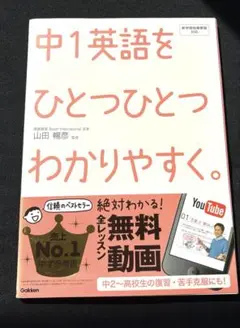 中1英語を
ひとつひとつ
わかりやすく。
山田 暢彦
信頼のベストセラー
売上
No.1
絶対わかる!
全レッスン
無料
動画
YouTube
中2〜高校生の復習・苦手克服にも!
Gakken